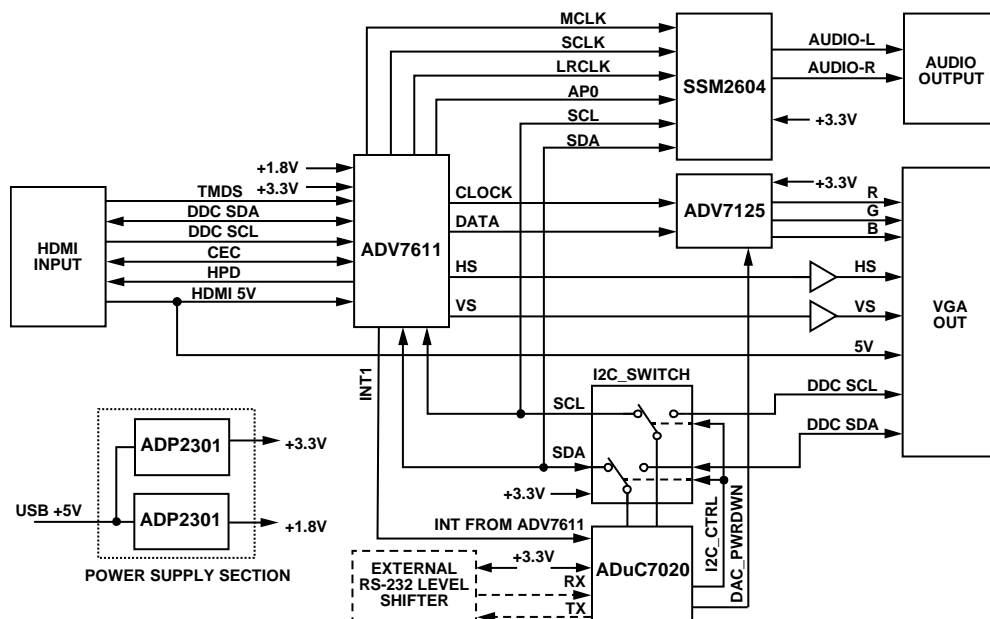 MCLK
SCLK
LRCLK
AP0
SCL
SDA
SSM2604
AUDIO-L
AUDIO-R
AUDIO
OUTPUT
+3.3V
+1.8V
+3.3V
HDMI
INPUT
TMDS
DDC SDA
DDC SCL
CEC
HPD
HDMI 5V
ADV7611
CLOCK
DATA
HS
VS
ADV7125
+3.3V
R
G
B
HS
VS
5V
VGA
OUT
INT1
I2C_SWITCH
SCL
SDA
+3.3V
DDC SCL
DDC SDA
ADP2301
+3.3V
USB +5V
ADP2301
+1.8V
POWER SUPPLY SECTION
INT FROM ADV7611
EXTERNAL
RS-232 LEVEL
SHIFTER
+3.3V
RX
TX
ADuC7020
I2C_CTRL
DAC_PWRDWN